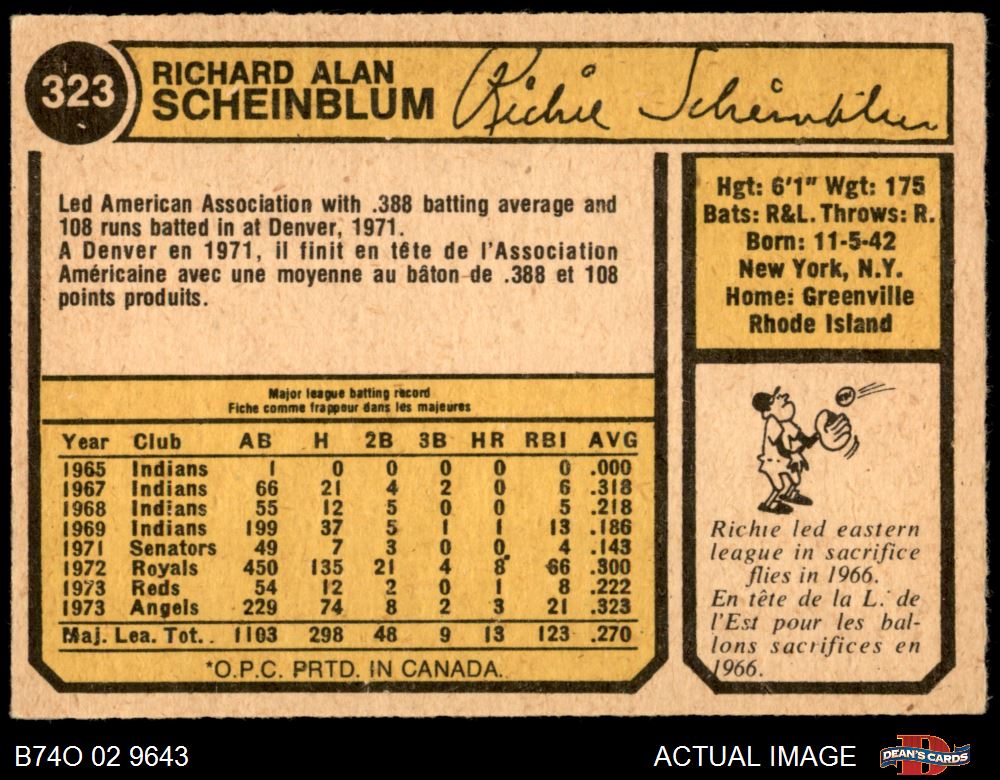 323
RICHARD ALAN
SCHEINBLUM
Richie Scheinblum
Led American Association with .388 batting average and
108 runs batted in at Denver, 1971.
A Denver en 1971, il finit en tête de l'Association
Américaine avec une moyenne au bâton de .388 et 108
points produits.
Hgt: 6'1" Wgt: 175
Bats: R&L. Throws: R.
Born: 11-5-42
New York, N.Y.
Home: Greenville
Rhode Island
Major league batting record
Fiche comme frappeur dans les majeures
Year Club AB H 2B 3B HR RBI AVG
1965 Indians 1 0 0 0 0 0 .000
1967 Indians 66 21 4 2 0 6 .318
1968 Indians 55 12 5 0 0 5 .218
1969 Indians 199 37 5 1 1 13 .186
1971 Senators 49 7 3 0 0 4 .143
1972 Royals 450 135 21 4 8 66 .300
1973 Reds 54 12 2 0 1 8 .222
1973 Angels 229 74 8 2 3 21 .323
Maj. Lea. Tot.. 1103 298 48 9 13 123 .270
*O.P.C. PRTD. IN CANADA.
Richie led eastern
league in sacrifice
flies in 1966.
En tête de la L. de
l'Est pour les bal-
lons sacrifices en
1966.
B74O 02 9643
ACTUAL IMAGE
DEAN'S CARDS